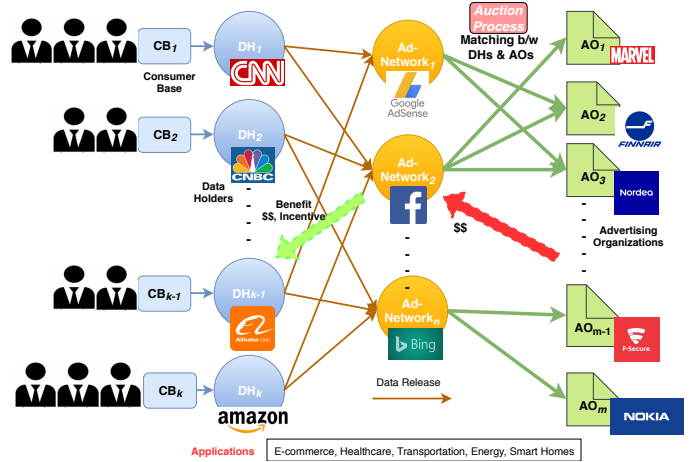 CB1
Consumer
Base
DH1
CNN
Ad-
Network1
Google
AdSense
Auction
Process
Matching b/w
DHs & AOs
AO1
MARVEL
CB2
DH2
CNBC
Data
Holders
Benefit
$$, Incentive
Ad-
Network2
f
$$
AO2
FINNAIR
AO3
Nordea
Advertising
Organizations
CBk-1
DHk-1
Alibaba.com
Ad-
Networkn
Bing
AOm-1
F-Secure
CBk
DHk
amazon
Data Release
AOm
NOKIA
Applications
E-commerce, Healthcare, Transportation, Energy, Smart Homes